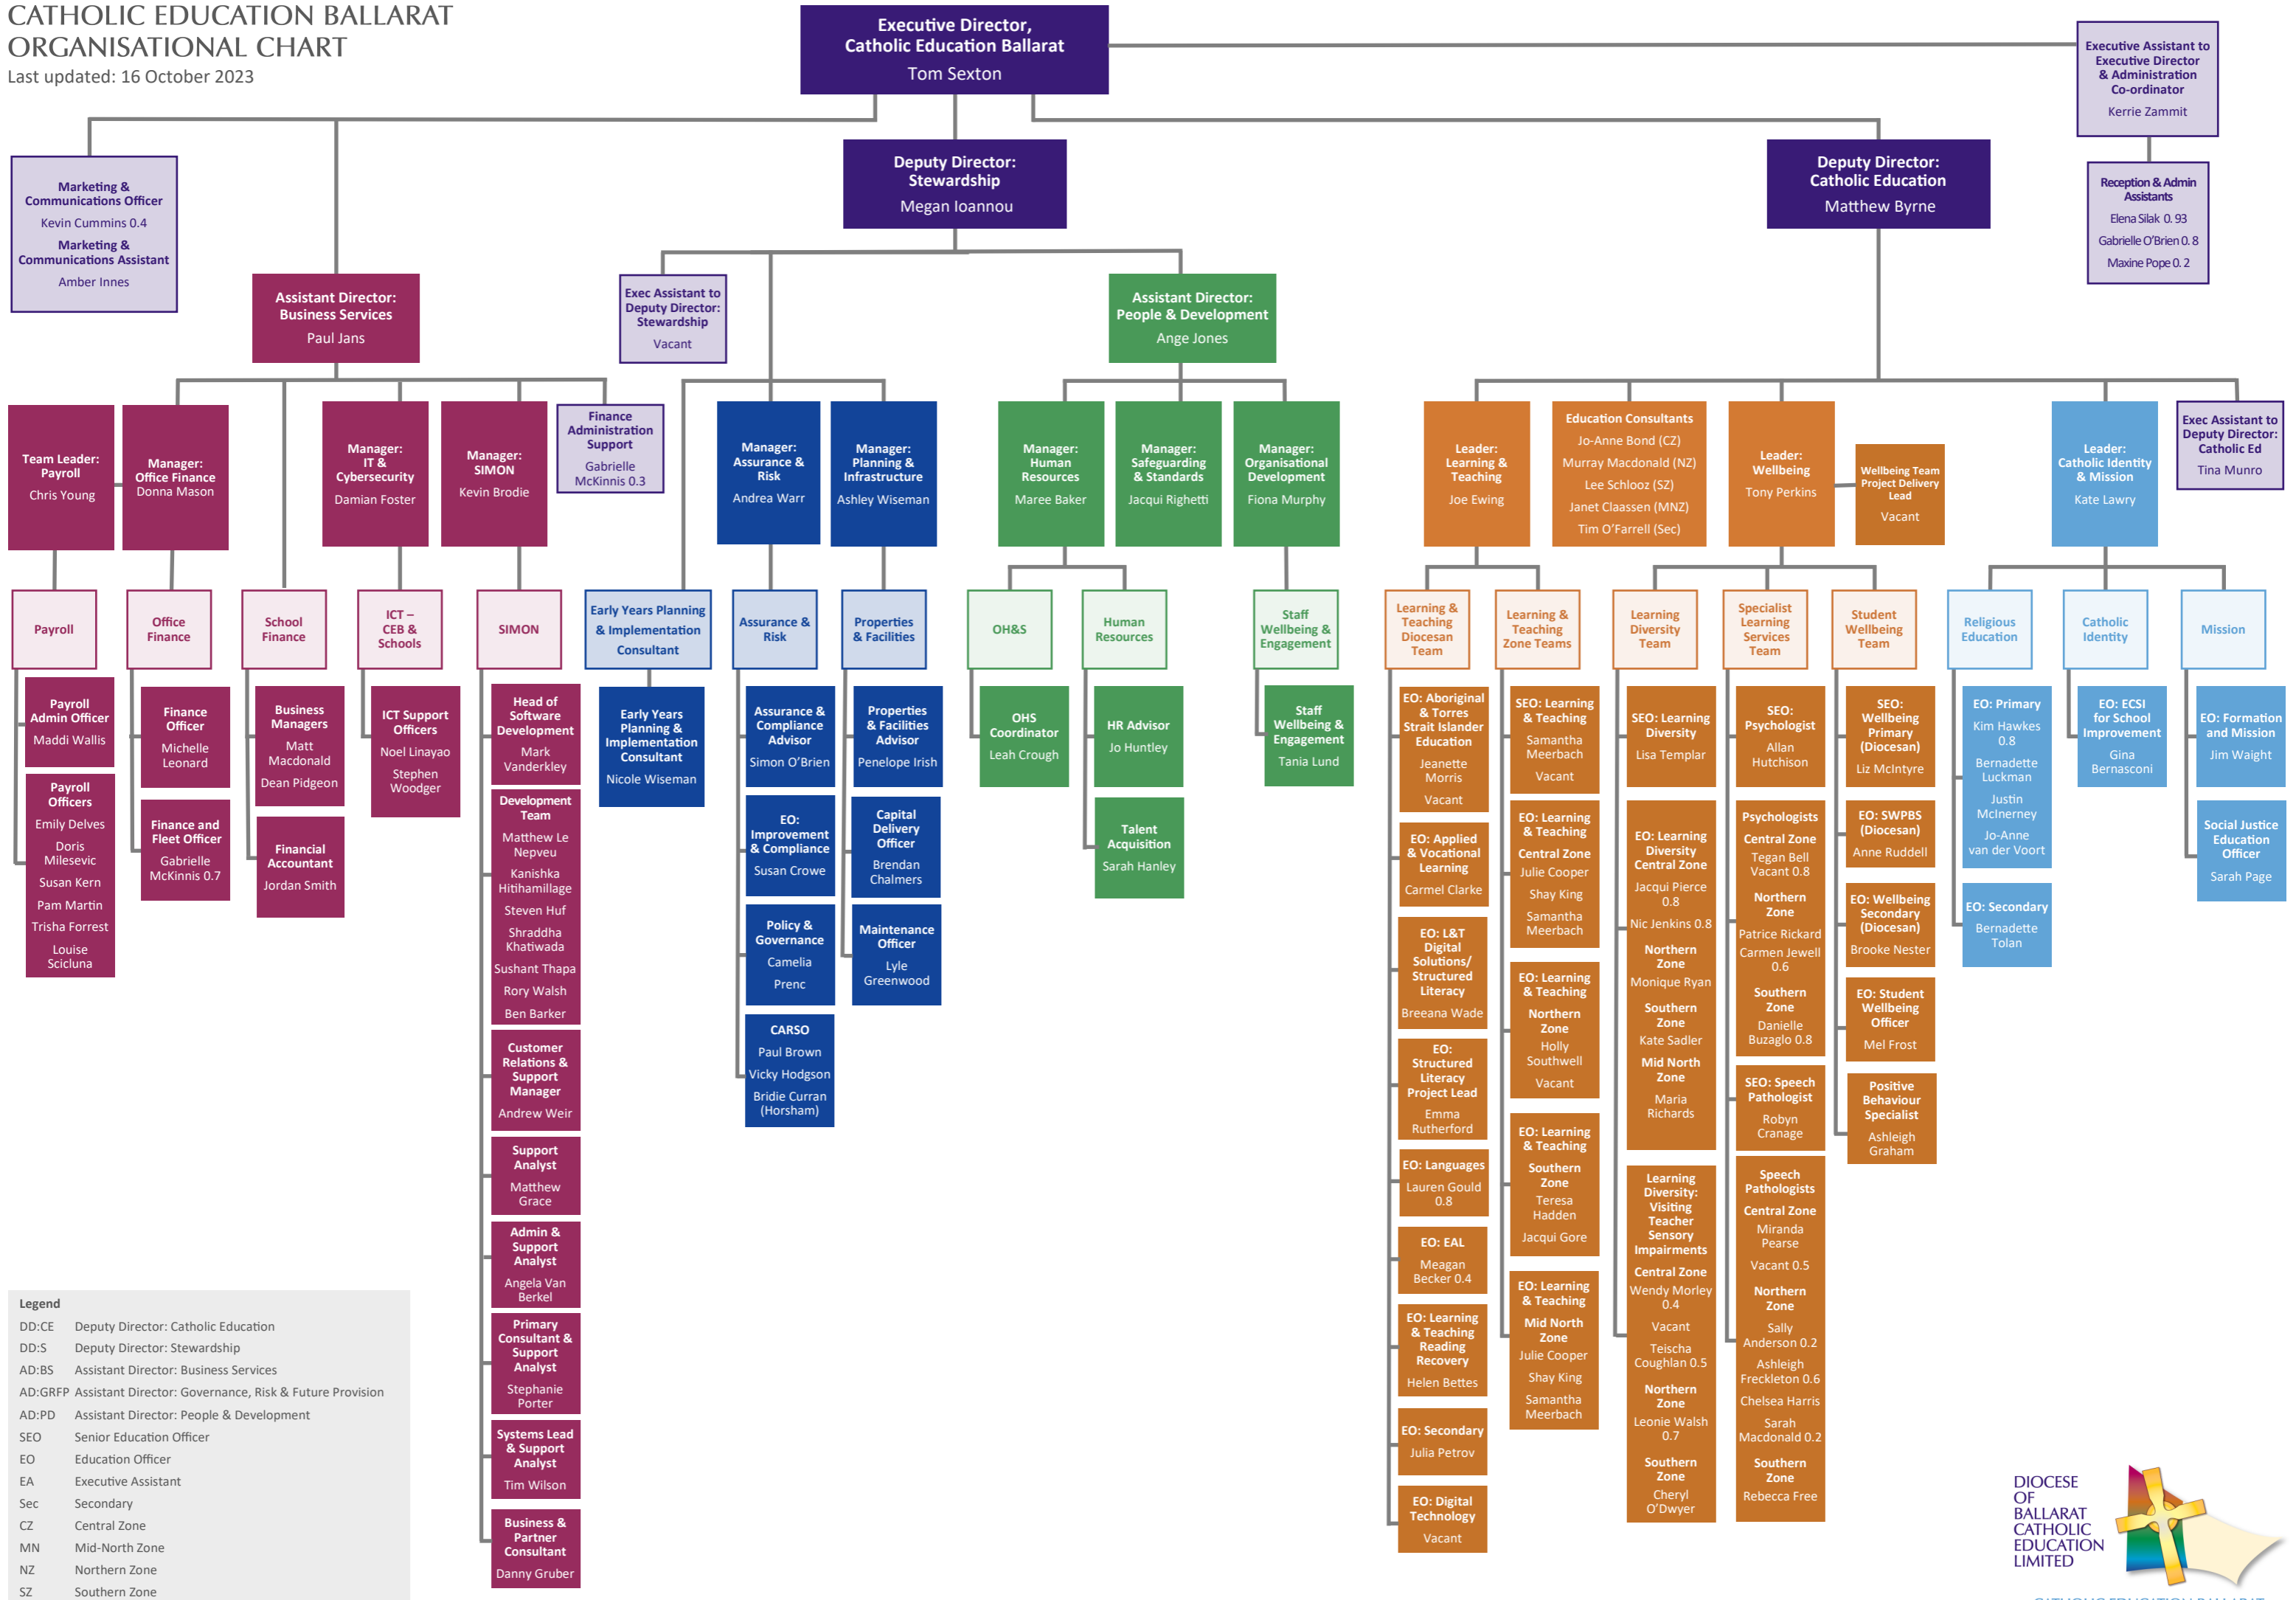 CATHOLIC EDUCATION BALLARAT
ORGANISATIONAL CHART
Last updated: 16 October 2023
Executive Director,
Catholic Education Ballarat
Tom Sexton
Executive Assistant to
Executive Director
& Administration
Co-ordinator
Kerrie Zammit
Reception & Admin
Assistants
Elena Silak 0. 93
Gabrielle O'Brien 0. 8
Maxine Pope 0. 2
Marketing &
Communications Officer
Kevin Cummins 0.4
Marketing &
Communications Assistant
Amber Innes
Deputy Director:
Stewardship
Megan Ioannou
Deputy Director:
Catholic Education
Matthew Byrne
Assistant Director:
Business Services
Paul Jans
Exec Assistant to
Deputy Director:
Stewardship
Vacant
Assistant Director:
People & Development
Ange Jones
Team Leader:
Payroll
Chris Young
Manager:
Office Finance
Donna Mason
Manager:
IT &
Cybersecurity
Damian Foster
Manager:
SIMON
Kevin Brodie
Finance
Administration
Support
Gabrielle
McKinnis 0.3
Manager:
Assurance &
Risk
Andrea Warr
Manager:
Planning &
Infrastructure
Ashley Wiseman
Manager:
Human
Resources
Maree Baker
Manager:
Safeguarding
& Standards
Jacqui Righetti
Manager:
Organisational
Development
Fiona Murphy
Leader:
Learning &
Teaching
Joe Ewing
Education Consultants
Jo-Anne Bond (CZ)
Murray Macdonald (NZ)
Lee Schlooz (SZ)
Janet Claassen (MNZ)
Tim O'Farrell (Sec)
Leader:
Wellbeing
Tony Perkins
Wellbeing Team
Project Delivery
Lead
Vacant
Leader:
Catholic Identity
& Mission
Kate Lawry
Exec Assistant to
Deputy Director:
Catholic Ed
Tina Munro
Payroll
Payroll
Admin Officer
Maddi Wallis
Payroll
Officers
Emily Delves
Doris
Milesevic
Susan Kern
Pam Martin
Trisha Forrest
Louise
Scicluna
Office
Finance
Finance
Officer
Michelle
Leonard
Finance and
Fleet Officer
Gabrielle
McKinnis 0.7
School
Finance
Business
Managers
Matt
Macdonald
Dean Pidgeon
Financial
Accountant
Jordan Smith
ICT –
CEB &
Schools
ICT Support
Officers
Noel Linayao
Stephen
Woodger
SIMON
Head of
Software
Development
Mark
Vanderkley
Development
Team
Matthew Le
Nepveu
Kanishka
Hitihamillage
Steven Huf
Shraddha
Khatiwada
Sushant Thapa
Rory Walsh
Ben Barker
Customer
Relations &
Support
Manager
Andrew Weir
Support
Analyst
Matthew
Grace
Admin &
Support
Analyst
Angela Van
Berkel
Primary
Consultant &
Support
Analyst
Stephanie
Porter
Systems Lead
& Support
Analyst
Tim Wilson
Business &
Partner
Consultant
Danny Gruber
Early Years Planning
& Implementation
Consultant
Early Years
Planning &
Implementation
Consultant
Nicole Wiseman
Assurance &
Risk
Assurance &
Compliance
Advisor
Simon O'Brien
EO:
Improvement
& Compliance
Susan Crowe
Policy &
Governance
Camelia
Prenc
CARSO
Paul Brown
Vicky Hodgson
Bridie Curran
(Horsham)
Properties
& Facilities
Properties
& Facilities
Advisor
Penelope Irish
Capital
Delivery
Officer
Brendan
Chalmers
Maintenance
Officer
Lyle
Greenwood
OH&S
OHS
Coordinator
Leah Crough
Human
Resources
HR Advisor
Jo Huntley
Talent
Acquisition
Sarah Hanley
Staff
Wellbeing &
Engagement
Staff
Wellbeing &
Engagement
Tania Lund
Learning &
Teaching
Diocesan
Team
EO: Aboriginal
& Torres
Strait Islander
Education
Jeanette
Morris
Vacant
EO: Applied
& Vocational
Learning
Carmel Clarke
EO: L&T
Digital
Solutions/
Structured
Literacy
Breeana Wade
EO:
Structured
Literacy
Project Lead
Emma
Rutherford
EO: Languages
Lauren Gould
0.8
EO: EAL
Meagan
Becker 0.4
EO: Learning
& Teaching
Reading
Recovery
Helen Bettes
EO: Secondary
Julia Petrov
EO: Digital
Technology
Vacant
Learning &
Teaching
Zone Teams
SEO: Learning
& Teaching
Samantha
Meerbach
Vacant
EO: Learning
& Teaching
Central Zone
Julie Cooper
Shay King
Samantha
Meerbach
EO: Learning
& Teaching
Northern
Zone
Holly
Southwell
Vacant
EO: Learning
& Teaching
Southern
Zone
Teresa
Hadden
Jacqui Gore
EO: Learning
& Teaching
Mid North
Zone
Julie Cooper
Shay King
Samantha
Meerbach
Learning
Diversity
Team
SEO: Learning
Diversity
Lisa Templar
EO: Learning
Diversity
Central Zone
Jacqui Pierce
0.8
Nic Jenkins 0.8
Northern
Zone
Monique Ryan
Southern
Zone
Kate Sadler
Mid North
Zone
Maria
Richards
Learning
Diversity:
Visiting
Teacher
Sensory
Impairments
Central Zone
Wendy Morley
0.4
Vacant
Teischa
Coughlan 0.5
Northern
Zone
Leonie Walsh
0.7
Southern
Zone
Cheryl
O'Dwyer
Specialist
Learning
Services
Team
SEO:
Psychologist
Allan
Hutchison
Psychologists
Central Zone
Tegan Bell
Vacant 0.8
Northern
Zone
Patrice Rickard
Carmen Jewell
0.6
Southern
Zone
Danielle
Buzaglo 0.8
SEO: Speech
Pathologist
Robyn
Cranage
Speech
Pathologists
Central Zone
Miranda
Pearse
Vacant 0.5
Northern
Zone
Sally
Anderson 0.2
Ashleigh
Freckleton 0.6
Chelsea Harris
Sarah
Macdonald 0.2
Southern
Zone
Rebecca Free
Student
Wellbeing
Team
SEO:
Wellbeing
Primary
(Diocesan)
Liz McIntyre
EO: SWPBS
(Diocesan)
Anne Ruddell
EO: Wellbeing
Secondary
(Diocesan)
Brooke Nester
EO: Student
Wellbeing
Officer
Mel Frost
Positive
Behaviour
Specialist
Ashleigh
Graham
Religious
Education
EO: Primary
Kim Hawkes
0.8
Bernadette
Luckman
Justin
McInerney
Jo-Anne
van der Voort
EO: Secondary
Bernadette
Tolan
Catholic
Identity
EO: ECSI
for School
Improvement
Gina
Bernasconi
Mission
EO: Formation
and Mission
Jim Waight
Social Justice
Education
Officer
Sarah Page
Legend
DD:CE Deputy Director: Catholic Education
DD:S Deputy Director: Stewardship
AD:BS Assistant Director: Business Services
AD:GRFP Assistant Director: Governance, Risk & Future Provision
AD:PD Assistant Director: People & Development
SEO Senior Education Officer
EO Education Officer
EA Executive Assistant
Sec Secondary
CZ Central Zone
MN Mid-North Zone
NZ Northern Zone
SZ Southern Zone
DIOCESE
OF
BALLARAT
CATHOLIC
EDUCATION
LIMITED
CATHOLIC EDUCATION BALLARAT